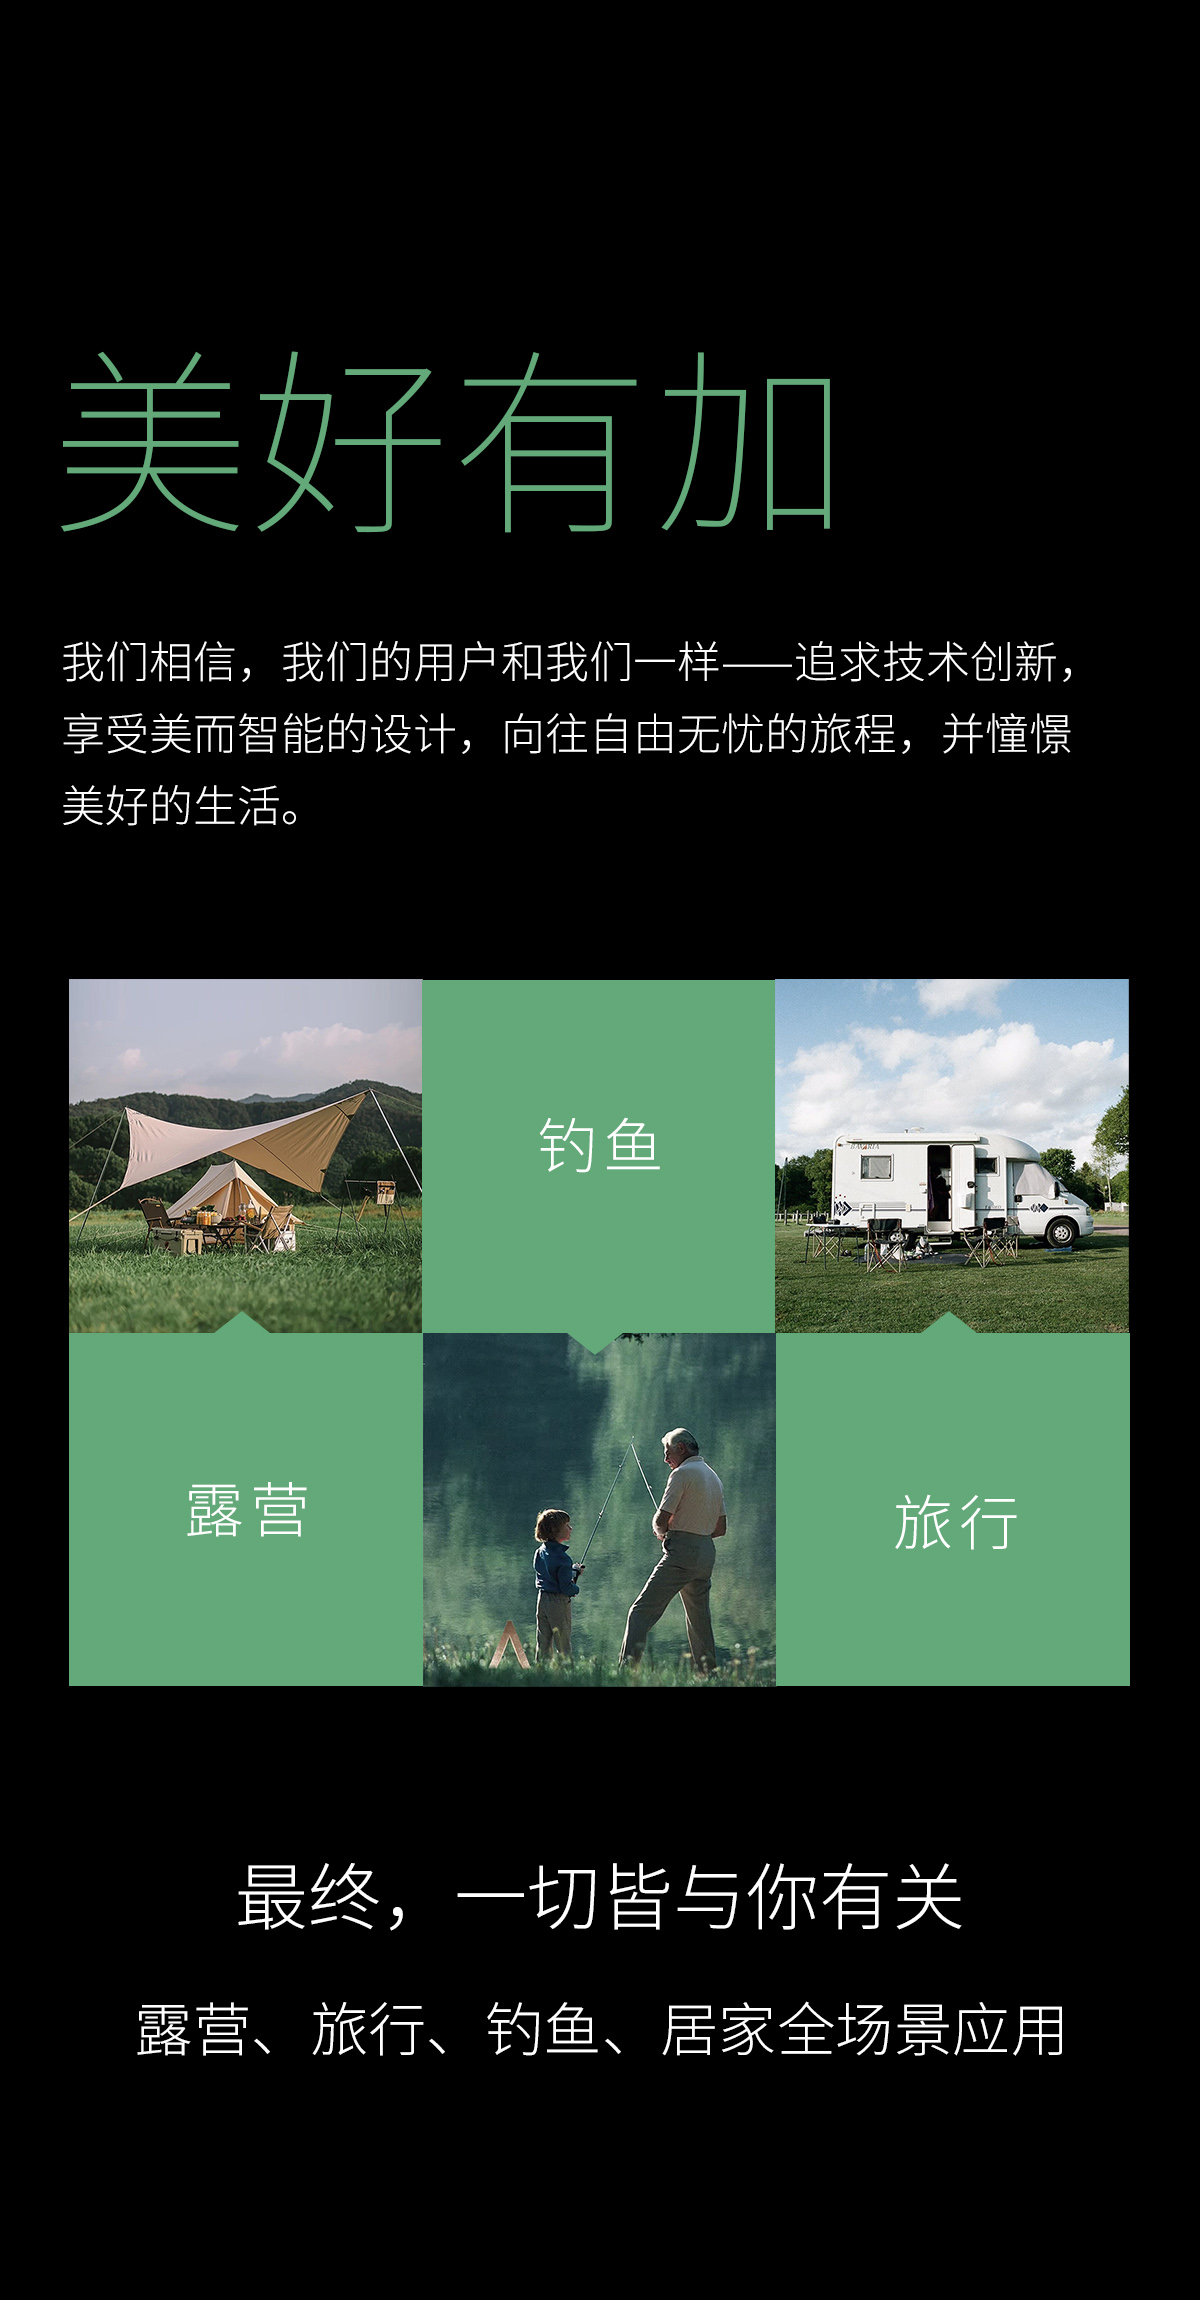 美好有加
我们相信，我们的用户和我们一样——追求技术创新，
享受美而智能的设计，向往自由无忧的旅程，并憧憬
美好的生活。
钓鱼
露营
旅行
最终，一切皆与你有关
露营、旅行、钓鱼、居家全场景应用